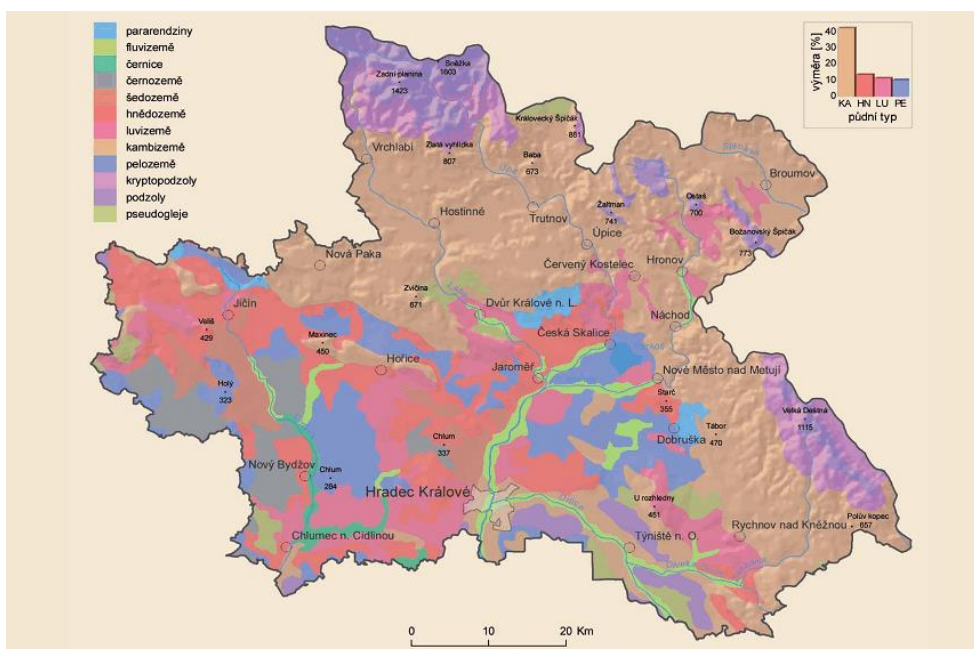 pararendziny
fluvizemě
černice
černozemě
šedozemě
hnědozemě
luvizemě
kambizemě
pelozemě
kryptopodzoly
podzoly
pseudogleje
výměra [%]
40
30
20
10
0
KA HN LU PE
půdní typ
Sněžka
1603
Zadní planina
1423
Královecký Špičák
881
Zlatá vyhlídka
807
Vrchlabí
Baba
673
Broumov
Úpa
Ostaš
700
Trutnov
Hostinné
Žaltman
741
Božanovský Špičák
773
Úpice
Nová Paka
Červený Kostelec
Hronov
Zvičina
671
Jičín
Dvůr Králové n. L.
Náchod
Veliš
429
Maxinec
450
Česká Skalice
Hořice
Jaroměř
Nové Město nad Metují
Holý
323
Starč
355
Velká Deštná
1115
Dobruška
Tábor
470
Chlum
337
Nový Bydžov
Chlum
284
Hradec Králové
U rozhledny
451
Rychnov nad Kněžnou
Polův kopec
657
Chlumec n. Cidlinou
Týniště n. O.
0 10 20 Km